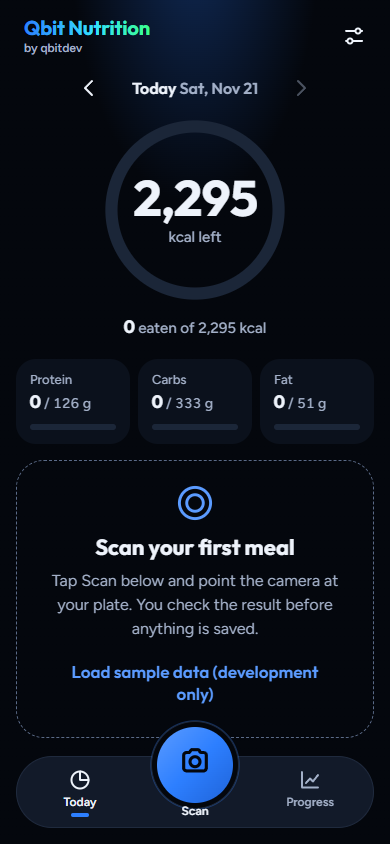 Qbit Nutrition
by qbitdev
Today Sat, Nov 21
2,295
kcal left
0 eaten of 2,295 kcal
Protein
0 / 126 g
Carbs
0 / 333 g
Fat
0 / 51 g
Scan your first meal
Tap Scan below and point the camera at
your plate. You check the result before
anything is saved.
Load sample data (development
only)
Today
Scan
Progress